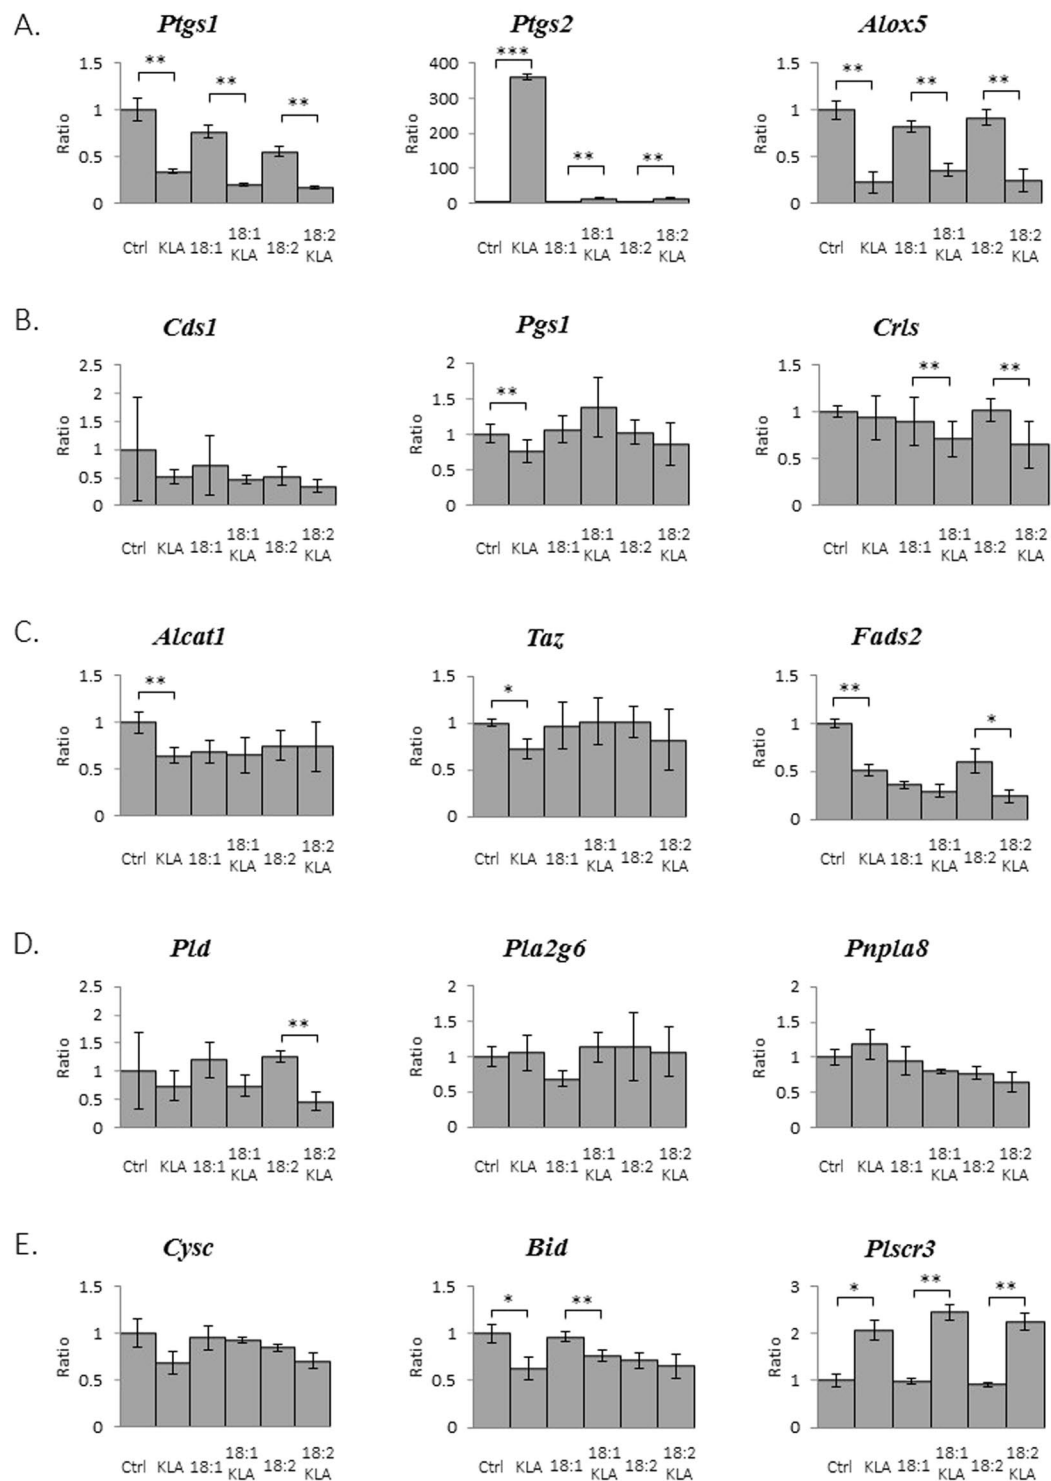 A.
Ptgs1
Ptgs2
Alox5
Ratio
1.5
1
0.5
0
** ** **
Ctrl KLA 18:1 18:1 KLA 18:2 18:2 KLA
Ratio
400
300
200
100
0
*** ** **
Ctrl KLA 18:1 18:1 KLA 18:2 18:2 KLA
Ratio
1.5
1
0.5
0
** ** **
Ctrl KLA 18:1 18:1 KLA 18:2 18:2 KLA
B.
Cds1
Pgs1
Crls
Ratio
2.5
2
1.5
1
0.5
0
Ctrl KLA 18:1 18:1 KLA 18:2 18:2 KLA
Ratio
2
1.5
1
0.5
0
**
Ctrl KLA 18:1 18:1 KLA 18:2 18:2 KLA
Ratio
1.5
1
0.5
0
** **
Ctrl KLA 18:1 18:1 KLA 18:2 18:2 KLA
C.
Alcat1
Taz
Fads2
Ratio
1.5
1
0.5
0
**
Ctrl KLA 18:1 18:1 KLA 18:2 18:2 KLA
Ratio
1.5
1
0.5
0
*
Ctrl KLA 18:1 18:1 KLA 18:2 18:2 KLA
Ratio
1.5
1
0.5
0
** *
Ctrl KLA 18:1 18:1 KLA 18:2 18:2 KLA
D.
Pld
Pla2g6
Pnpla8
Ratio
2.5
2
1.5
1
0.5
0
**
Ctrl KLA 18:1 18:1 KLA 18:2 18:2 KLA
Ratio
2
1.5
1
0.5
0
Ctrl KLA 18:1 18:1 KLA 18:2 18:2 KLA
Ratio
2
1.5
1
0.5
0
Ctrl KLA 18:1 18:1 KLA 18:2 18:2 KLA
E.
Cysc
Bid
Plscr3
Ratio
1.5
1
0.5
0
Ctrl KLA 18:1 18:1 KLA 18:2 18:2 KLA
Ratio
1.5
1
0.5
0
* **
Ctrl KLA 18:1 18:1 KLA 18:2 18:2 KLA
Ratio
3
2
1
0
* ** **
Ctrl KLA 18:1 18:1 KLA 18:2 18:2 KLA